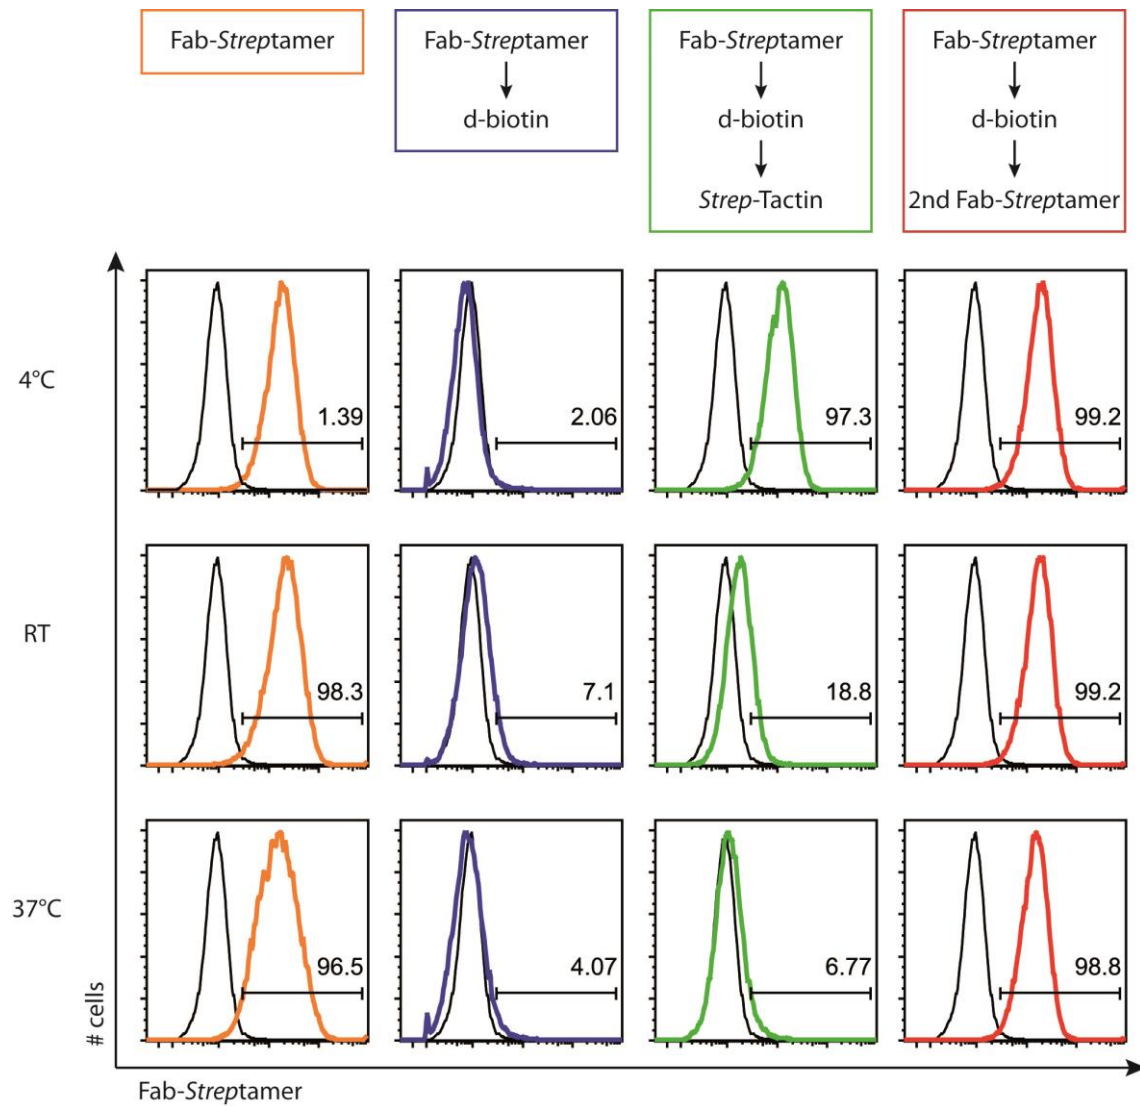 Fab-Streptamer
Fab-Streptamer
d-biotin
Fab-Streptamer
d-biotin
Strep-Tactin
Fab-Streptamer
d-biotin
2nd Fab-Streptamer
4°C
1.39
2.06
97.3
99.2
RT
98.3
7.1
18.8
99.2
37°C
96.5
4.07
6.77
98.8
# cells
Fab-Streptamer